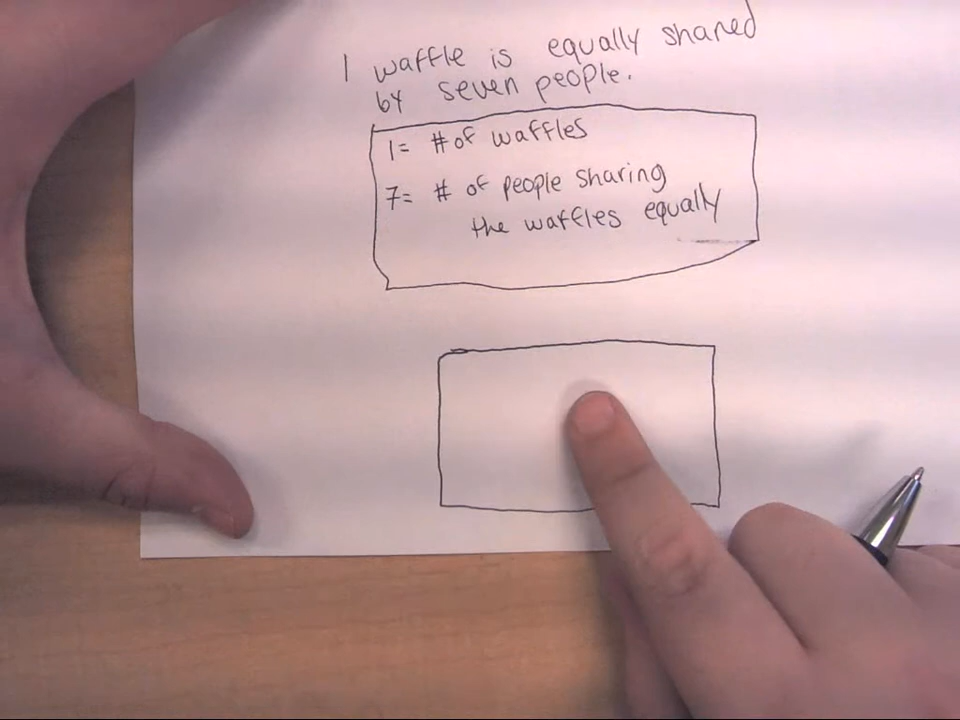 1 waffle is equally shared
by seven people.
1= # of waffles
7= # of people sharing
the waffles equally